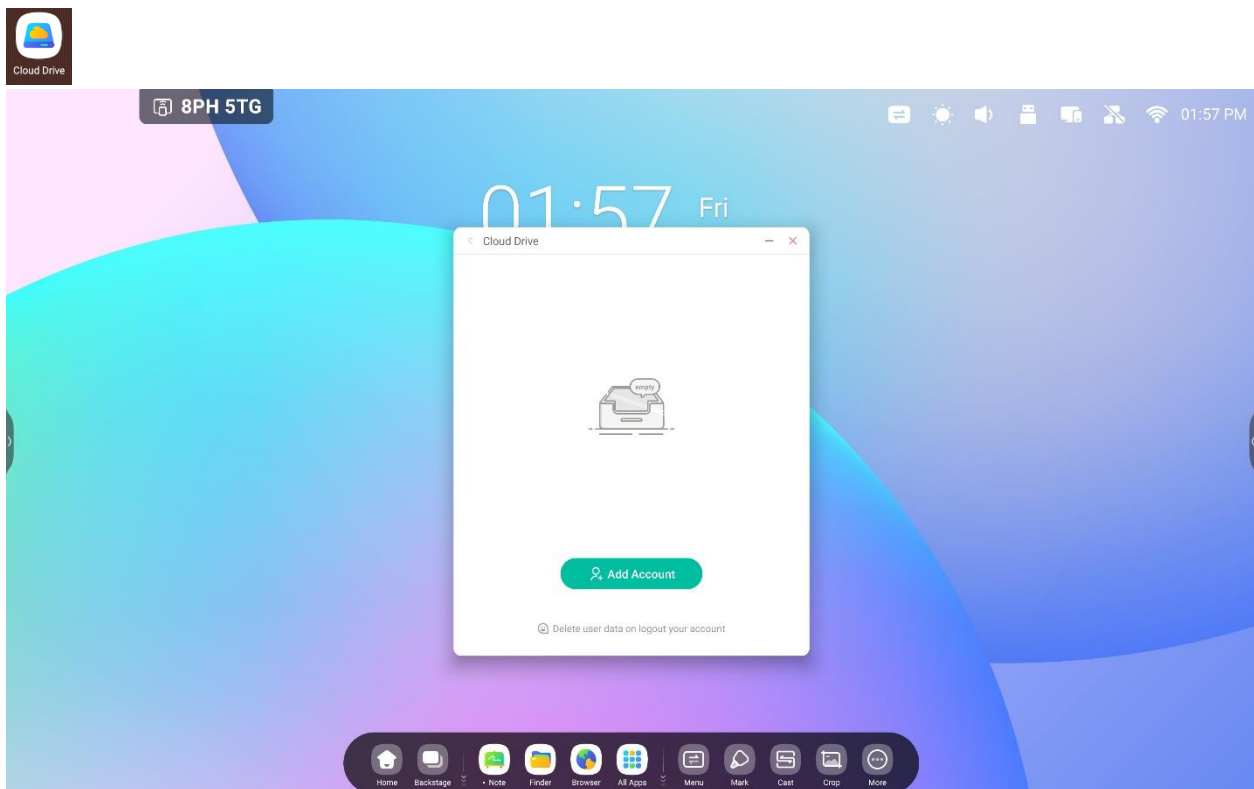 Cloud Drive
8PH 5TG
01:57 PM
01:57 Fri
Cloud Drive
empty
Add Account
Delete user data on logout your account
Home Backstage • Note Finder Browser All Apps Menu Mark Cast Crop More